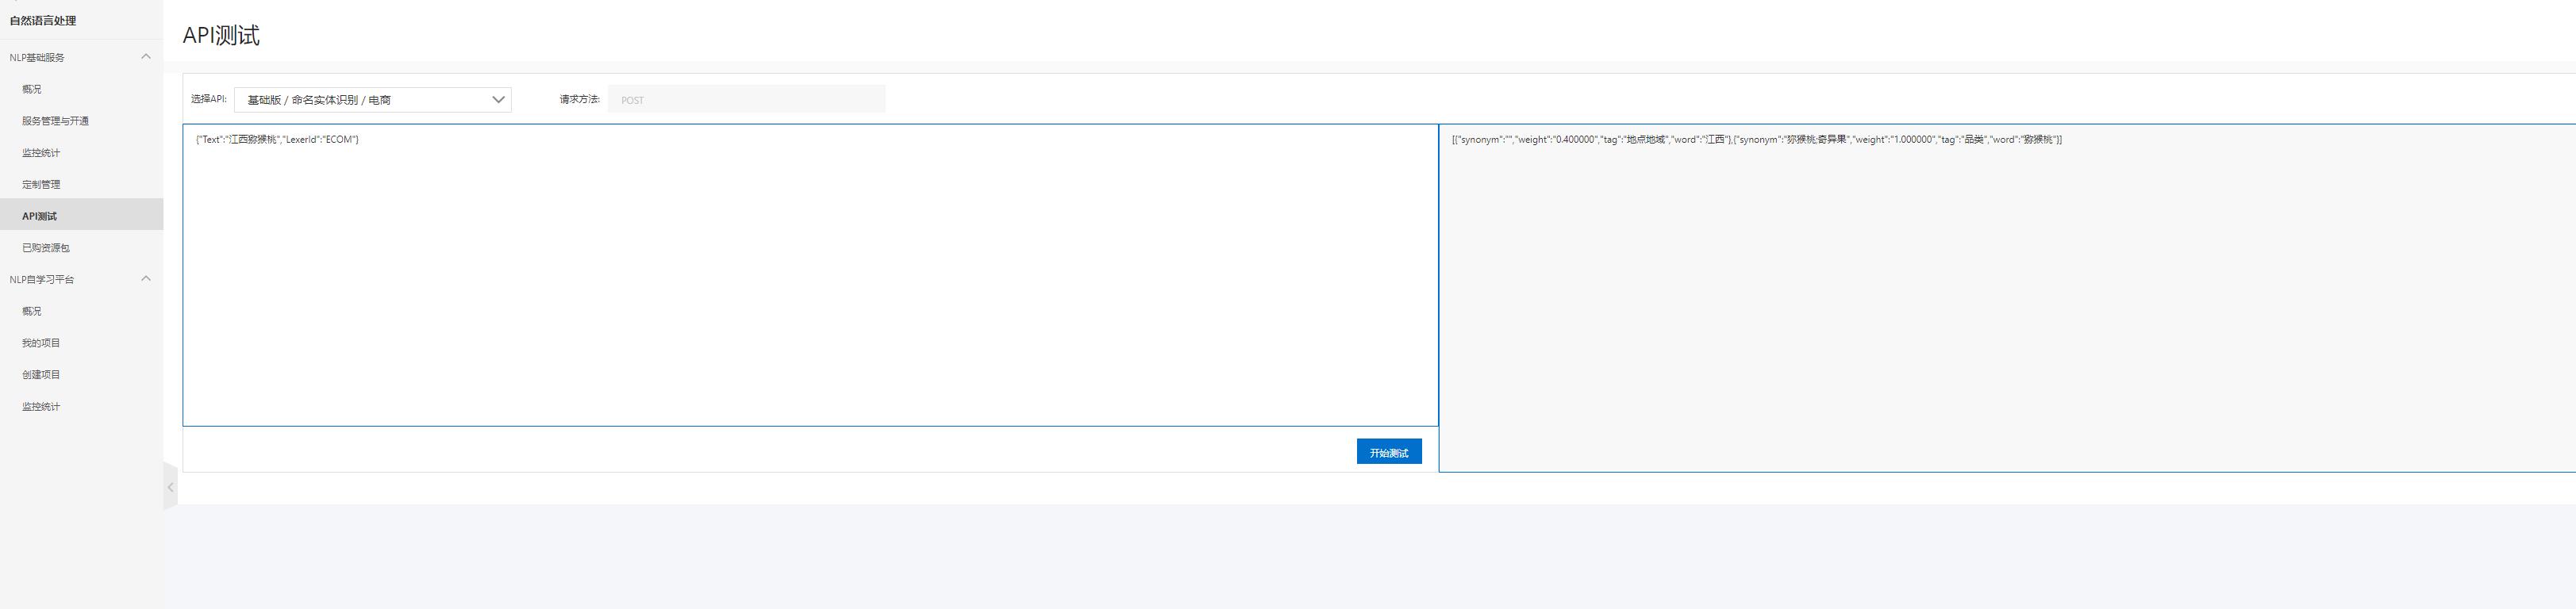 自然语言处理
NLP基础服务
概况
服务管理与开通
监控统计
定制管理
API测试
已购资源包
NLP自学习平台
概况
我的项目
创建项目
监控统计
API测试
选择API: 基础版 / 命名实体识别 / 电商 请求方法: POST
{"Text":"江西猕猴桃","LexerId":"ECOM"}
开始测试
[{"synonym":"","weight":"0.400000","tag":"地点地域","word":"江西"},{"synonym":"狝猴桃;奇异果","weight":"1.000000","tag":"品类","word":"猕猴桃"}]